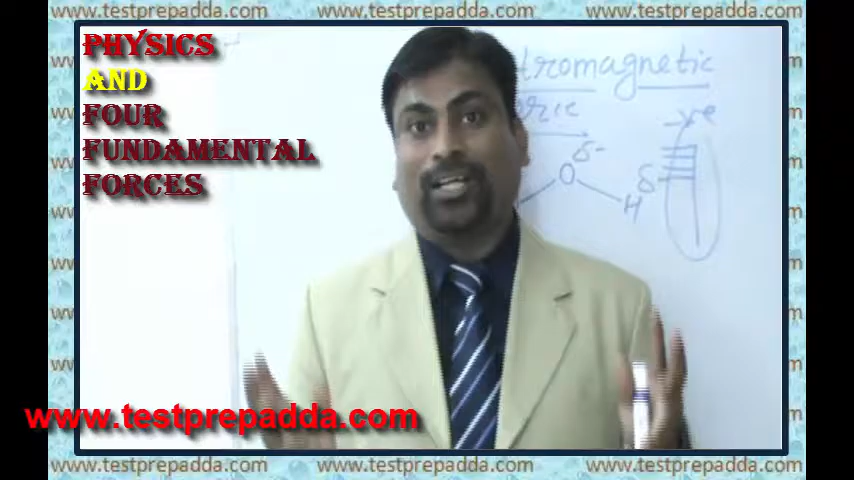 www.testprepadda.com www.testprepadda.com www.testprepadda.com
PHYSICS
AND
FOUR
FUNDAMENTAL
FORCES
tromagnetic
O
δ-
H
δ
www.testprepadda.com
www.testprepadda.com www.testprepadda.com www.testprepadda.com